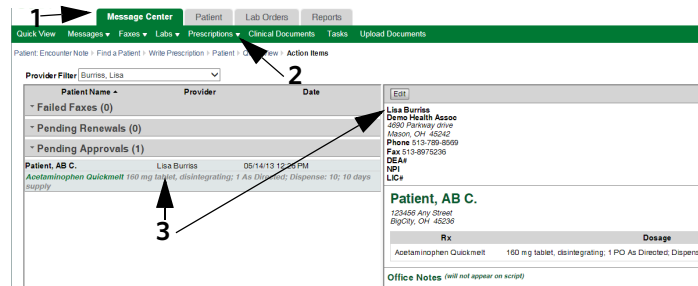 1
Message Center Patient Lab Orders Reports
Quick View Messages Faxes Labs Prescriptions Clinical Documents Tasks Upload Documents
Patient: Encounter Note Find a Patient Write Prescription Patient View Action Items
Provider Filter Burriss, Lisa
2
Patient Name Provider Date
Failed Faxes (0)
Pending Renewals (0)
Pending Approvals (1)
Patient, AB C. Lisa Burriss 05/14/13 12:26 PM
Acetaminophen Quickmelt 160 mg tablet, disintegrating; 1 As Directed; Dispense: 10; 10 days
supply
3
Edit
Lisa Burriss
Demo Health Assoc
4690 Parkway drive
Mason, OH 45242
Phone 513-789-8569
Fax 513-8975236
DEA#
NPI
LIC#
Patient, AB C.
123456 Any Street
BigCity, OH 45236
Rx Dosage
Acetaminophen Quickmelt 160 mg tablet, disintegrating; 1 PO As Directed; Dispens
Office Notes (will not appear on script)